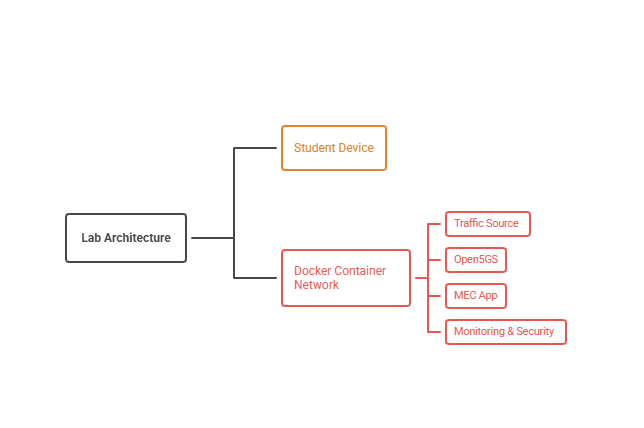 Student Device
Lab Architecture
Docker Container
Network
Traffic Source
Open5GS
MEC App
Monitoring & Security